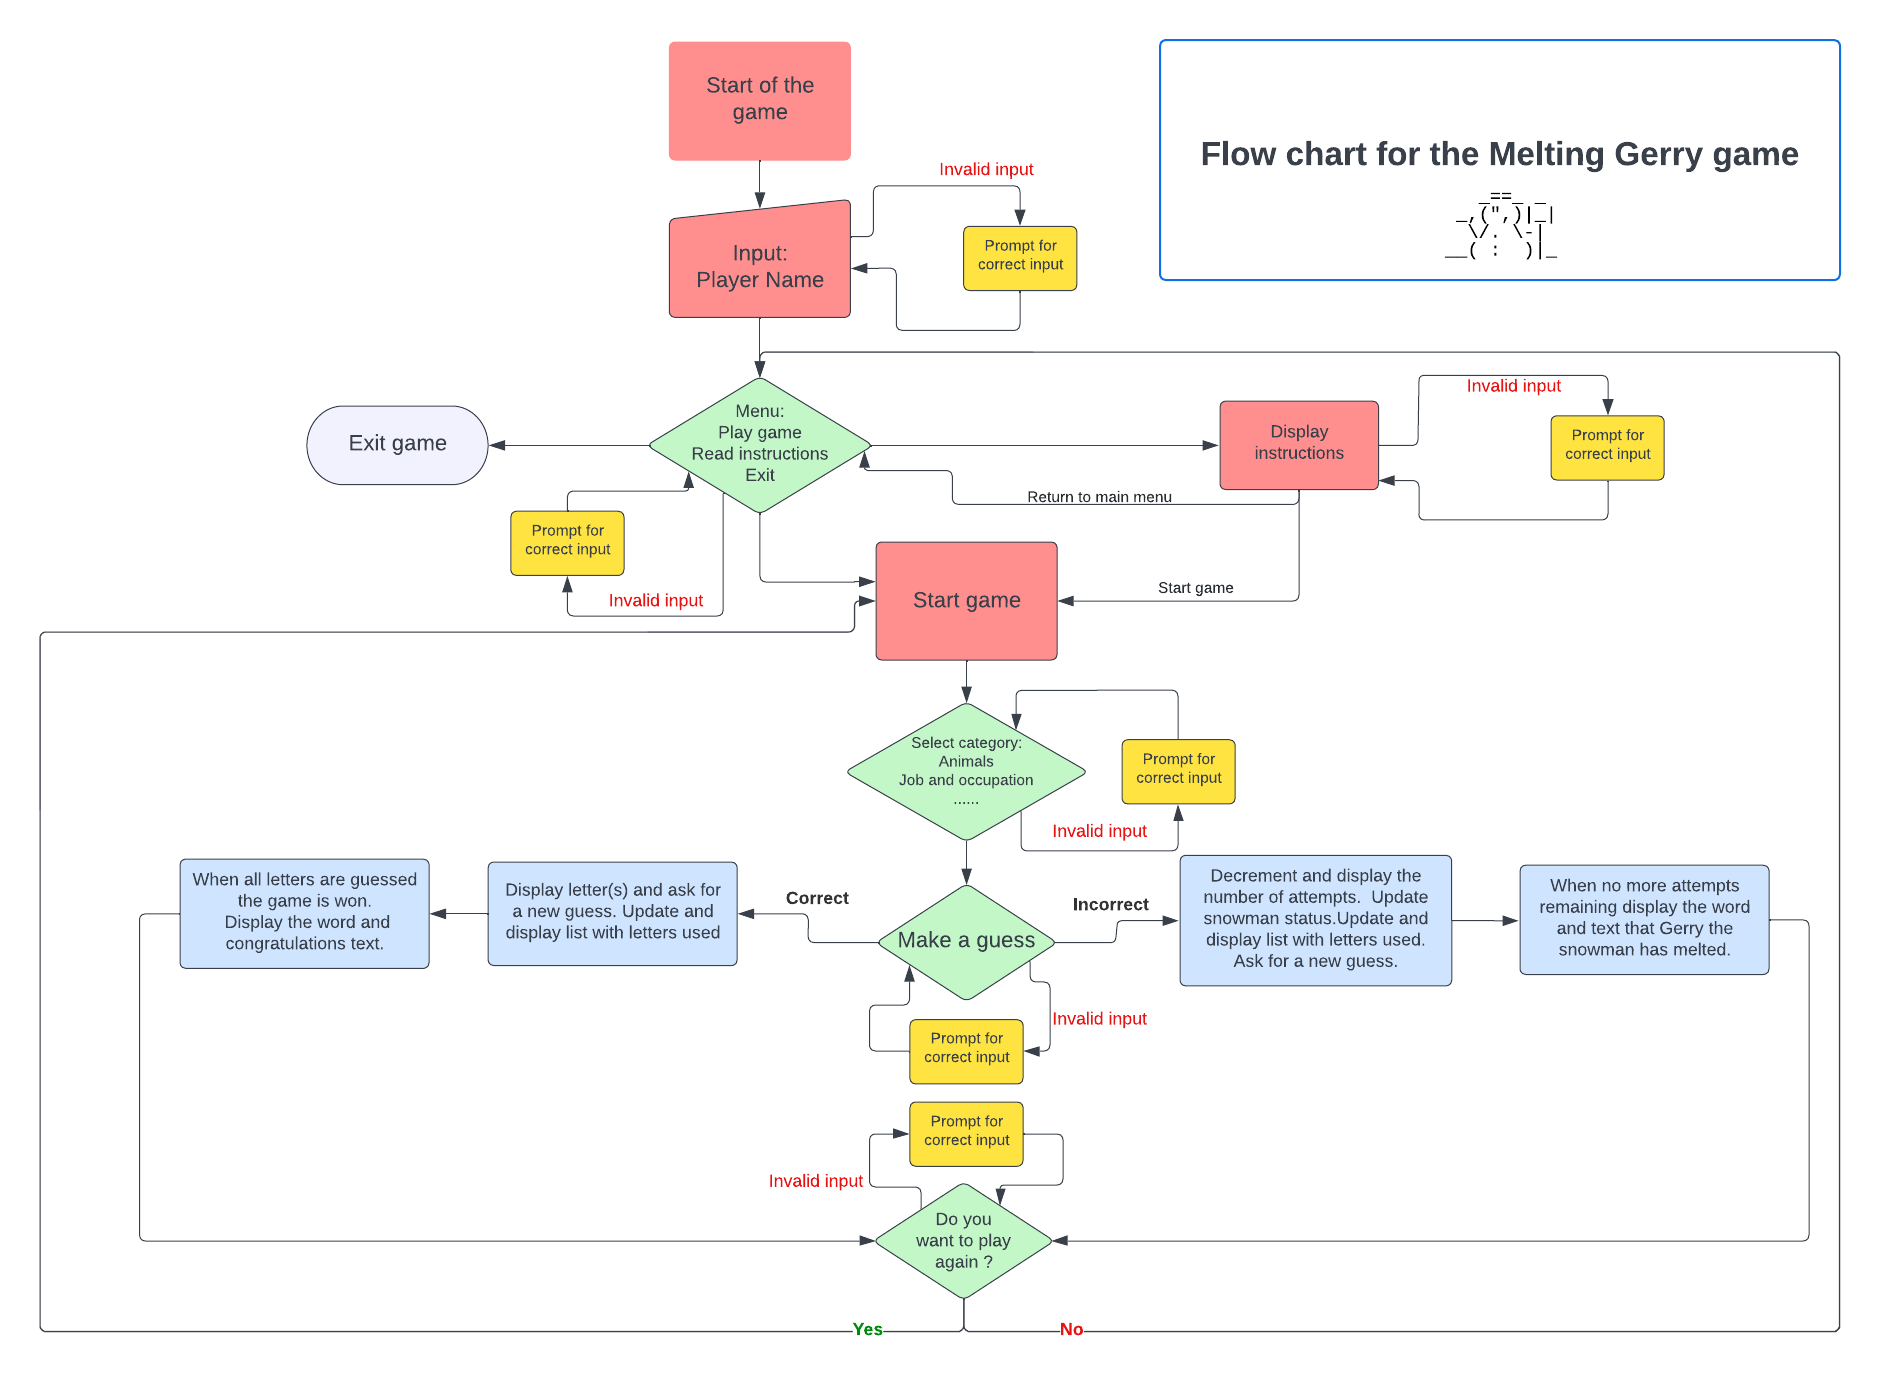 Start of the
game
Flow chart for the Melting Gerry game
_==_ _
_,(",)|_|
\/. \-|
__( : )|_
Invalid input
Input:
Player Name
Prompt for
correct input
Menu:
Play game
Read instructions
Exit
Exit game
Display
instructions
Invalid input
Prompt for
correct input
Return to main menu
Prompt for
correct input
Invalid input
Start game
Start game
Select category:
Animals
Job and occupation
......
Prompt for
correct input
Invalid input
When all letters are guessed
the game is won.
Display the word and
congratulations text.
Display letter(s) and ask for
a new guess. Update and
display list with letters used
Correct
Make a guess
Incorrect
Decrement and display the
number of attempts.  Update
snowman status.Update and
display list with letters used.
Ask for a new guess.
When no more attempts
remaining display the word
and text that Gerry the
snowman has melted.
Invalid input
Prompt for
correct input
Prompt for
correct input
Invalid input
Do you
want to play
again ?
Yes
No